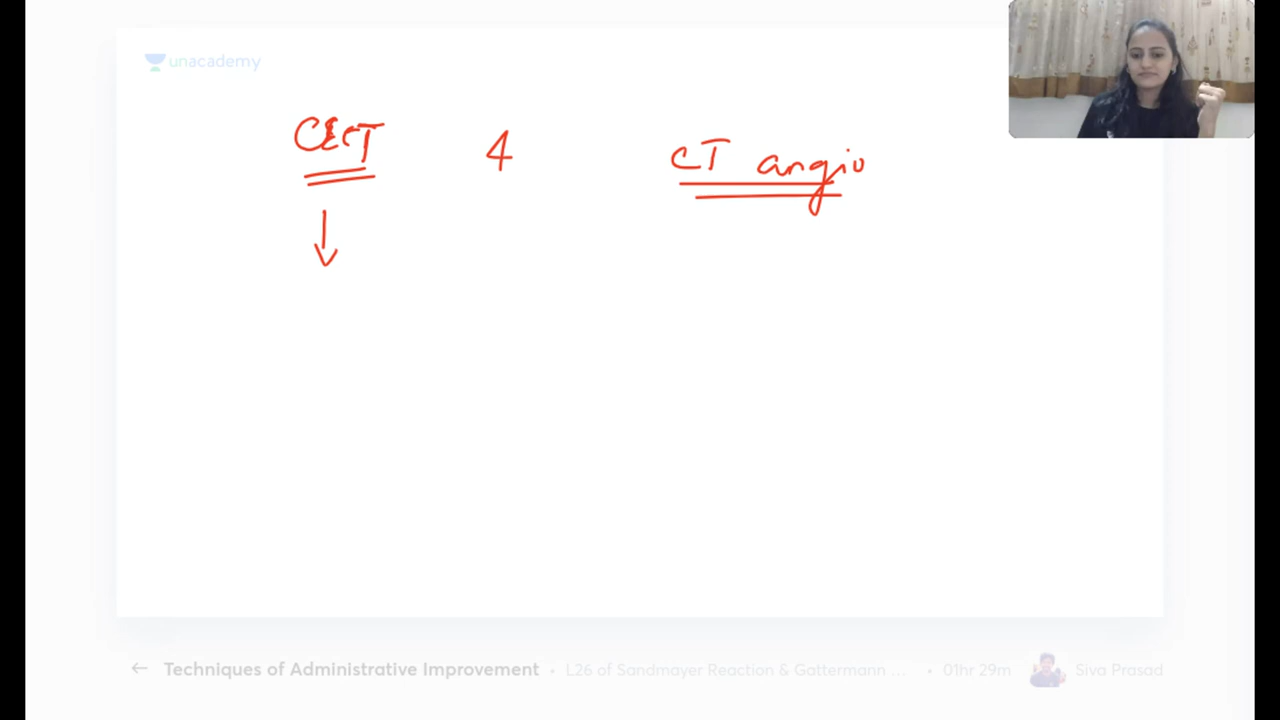 unacademy
CECT 4 CT angio
Techniques of Administrative Improvement • L26 of Sandmayer Reaction & Gattermann ... • 01hr 29m Siva Prasad